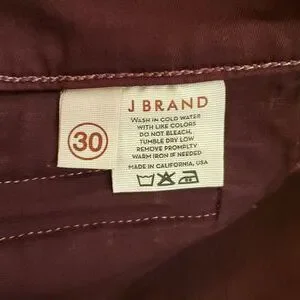 30
J BRAND
WASH IN COLD WATER
WITH LIKE COLORS
DO NOT BLEACH,
TUMBLE DRY LOW
REMOVE PROMPTLY
WARM IRON IF NEEDED
MADE IN CALIFORNIA, USA